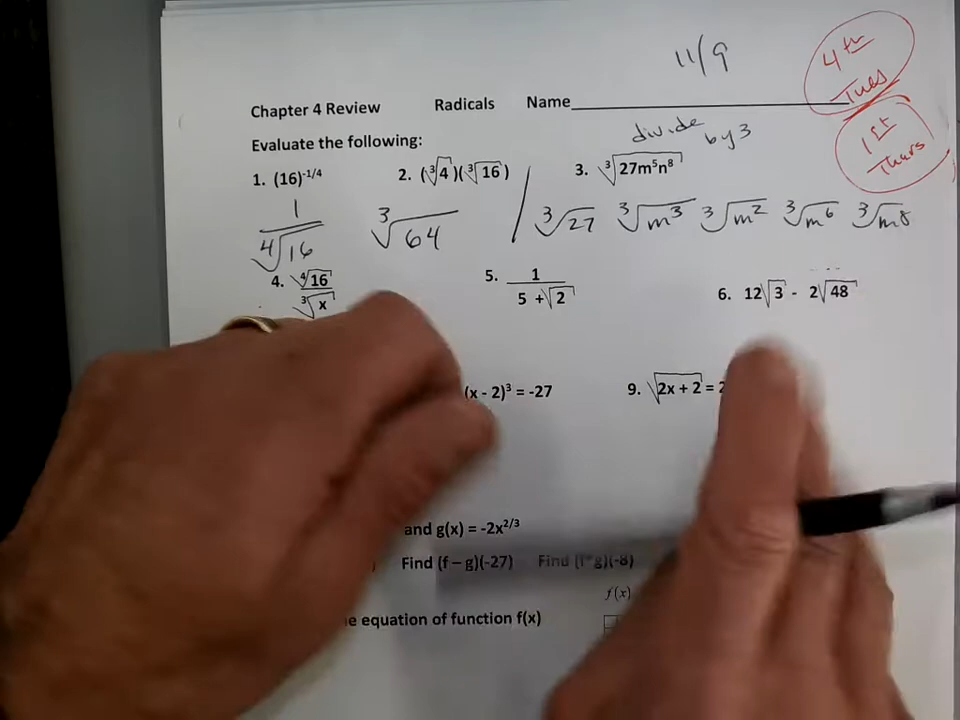 11/9
4th Tues
1st Thurs
Chapter 4 Review Radicals Name
divide by 3
Evaluate the following:
1. (16)^-1/4 2. (∛4)(∛16) 3. ∛27m⁵n⁸
1/∜16 ∛64 / ∛27 ∛m³ ∛m² ∛m⁶ ∛m8
4. ∜16/∛x 5. 1/(5 + √2) 6. 12√3 - 2√48
(x - 2)³ = -27 9. √2x + 2 =
and g(x) = -2x^2/3
Find (f – g)(-27) Find (f*g)(-8)
f(x)
e equation of function f(x)